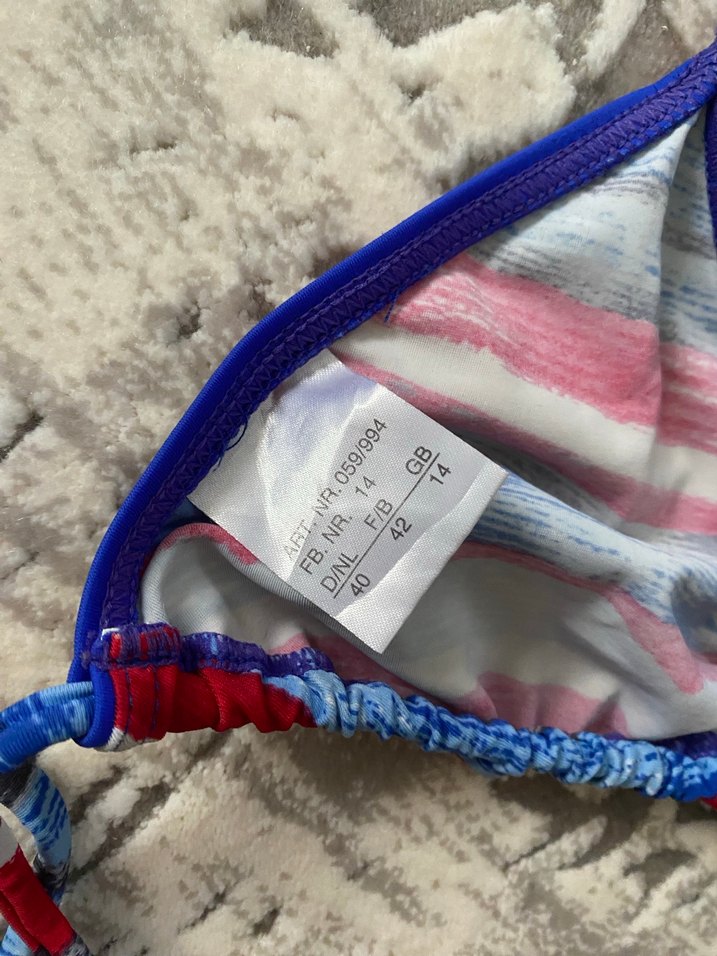 ART. NR. 059/994
FB. NR. 14
D/NL F/B GB
40 42 14